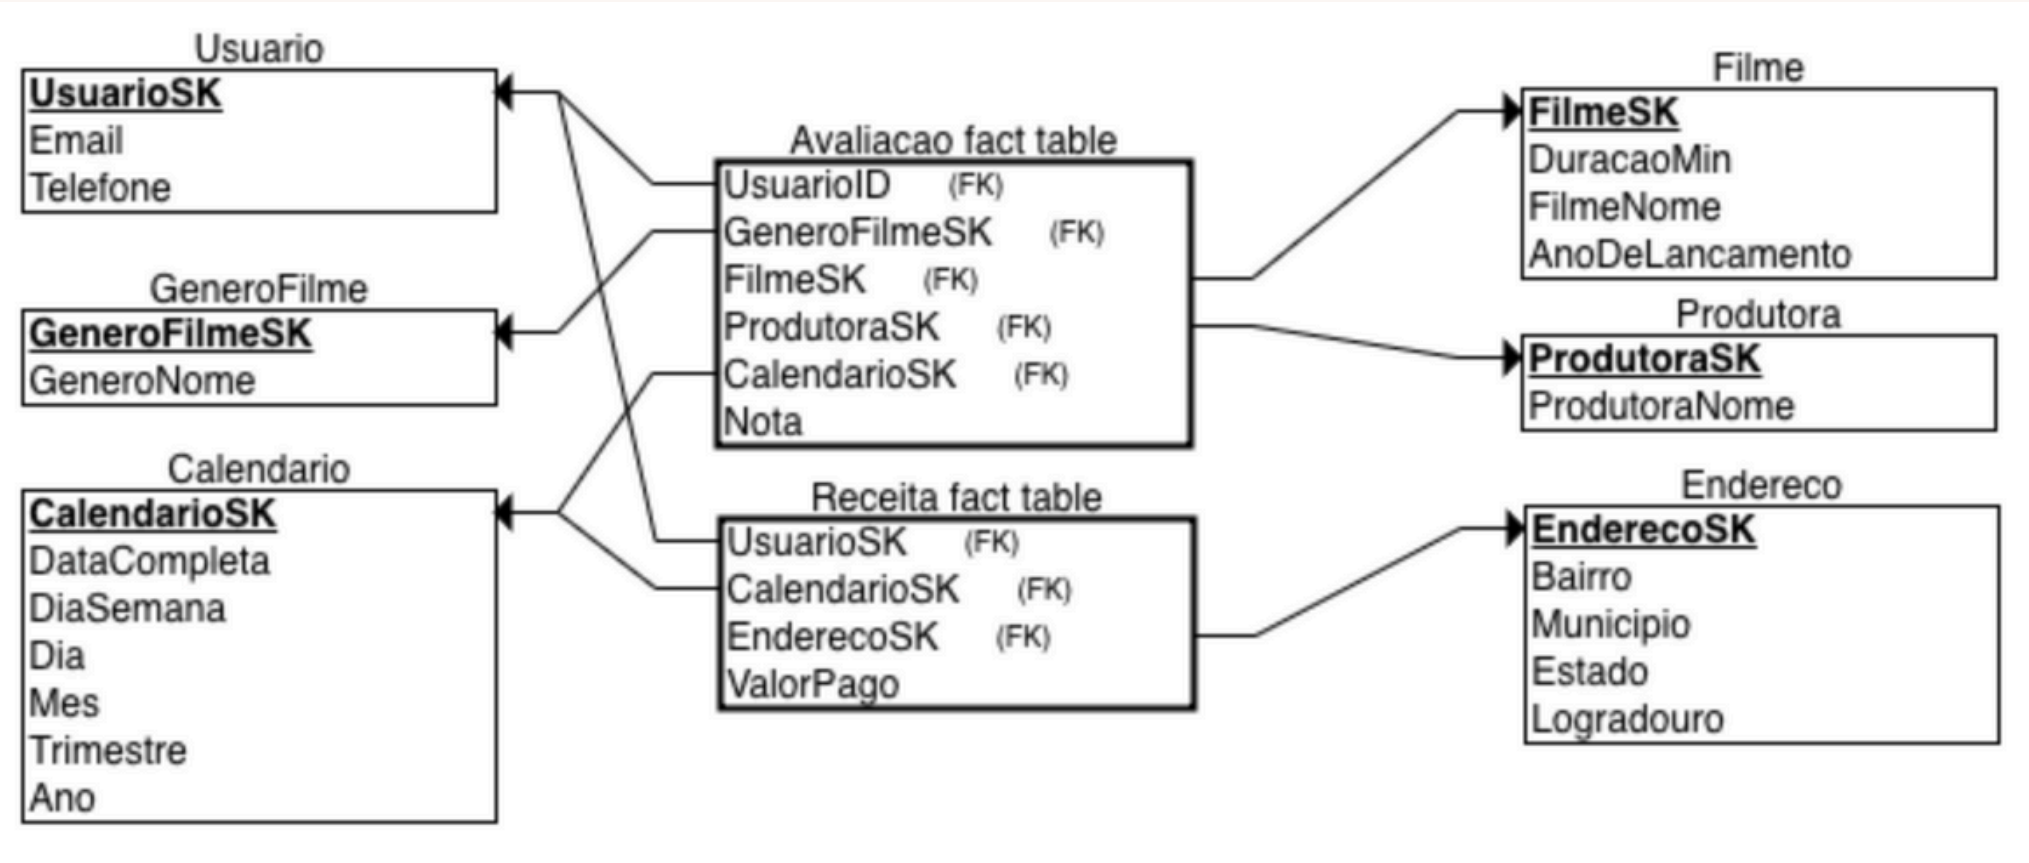 Usuario
UsuarioSK
Email
Telefone
GeneroFilme
GeneroFilmeSK
GeneroNome
Calendario
CalendarioSK
DataCompleta
DiaSemana
Dia
Mes
Trimestre
Ano
Avaliacao fact table
UsuarioID (FK)
GeneroFilmeSK (FK)
FilmeSK (FK)
ProdutoraSK (FK)
CalendarioSK (FK)
Nota
Receita fact table
UsuarioSK (FK)
CalendarioSK (FK)
EnderecoSK (FK)
ValorPago
Filme
FilmeSK
DuracaoMin
FilmeNome
AnoDeLancamento
Produtora
ProdutoraSK
ProdutoraNome
Endereco
EnderecoSK
Bairro
Municipio
Estado
Logradouro